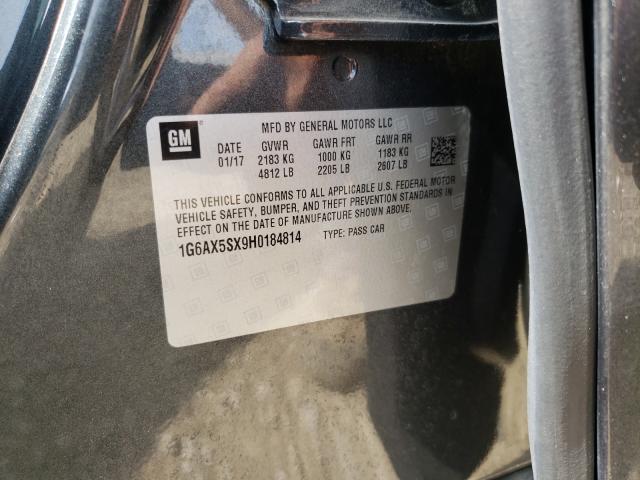 GM
MFD BY GENERAL MOTORS LLC
DATE GVWR GAWR FRT GAWR RR
01/17 2183 KG 1000 KG 1183 KG
4812 LB 2205 LB 2607 LB
THIS VEHICLE CONFORMS TO ALL APPLICABLE U.S. FEDERAL MOTOR
VEHICLE SAFETY, BUMPER, AND THEFT PREVENTION STANDARDS IN
EFFECT ON THE DATE OF MANUFACTURE SHOWN ABOVE.
1G6AX5SX9H0184814 TYPE: PASS CAR